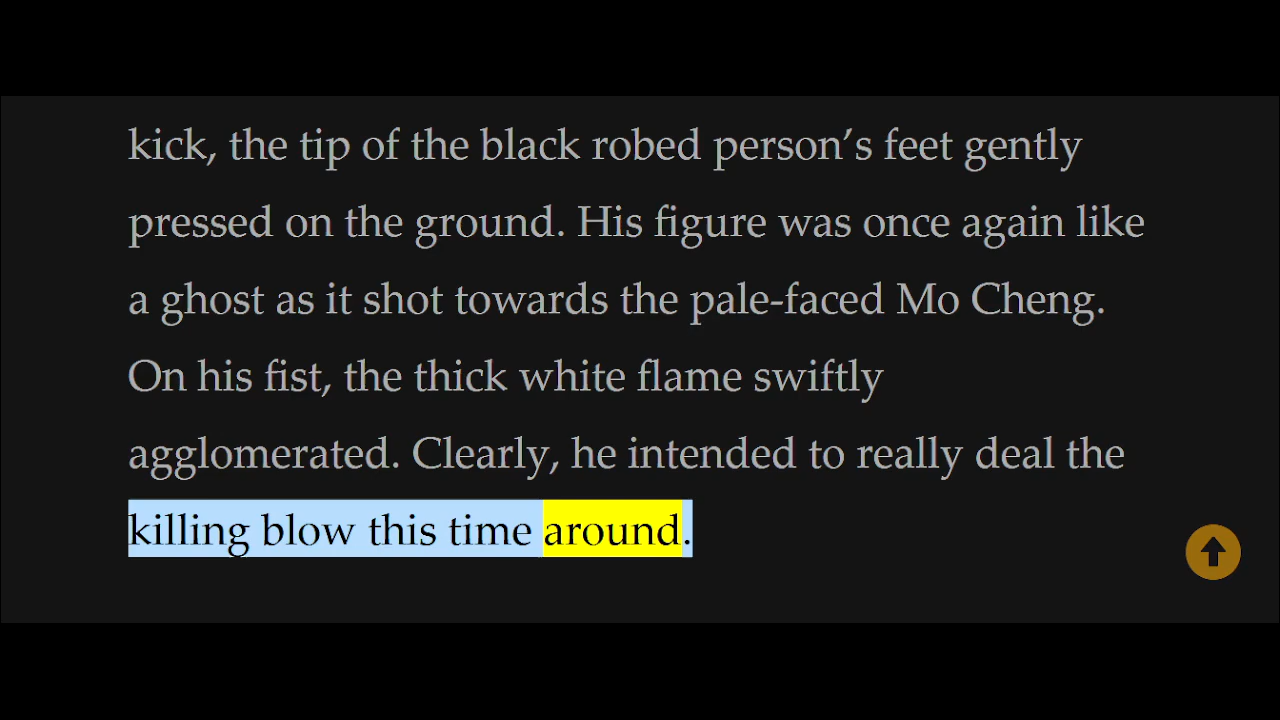 kick, the tip of the black robed person’s feet gently
pressed on the ground. His figure was once again like
a ghost as it shot towards the pale-faced Mo Cheng.
On his fist, the thick white flame swiftly
agglomerated. Clearly, he intended to really deal the
killing blow this time around.